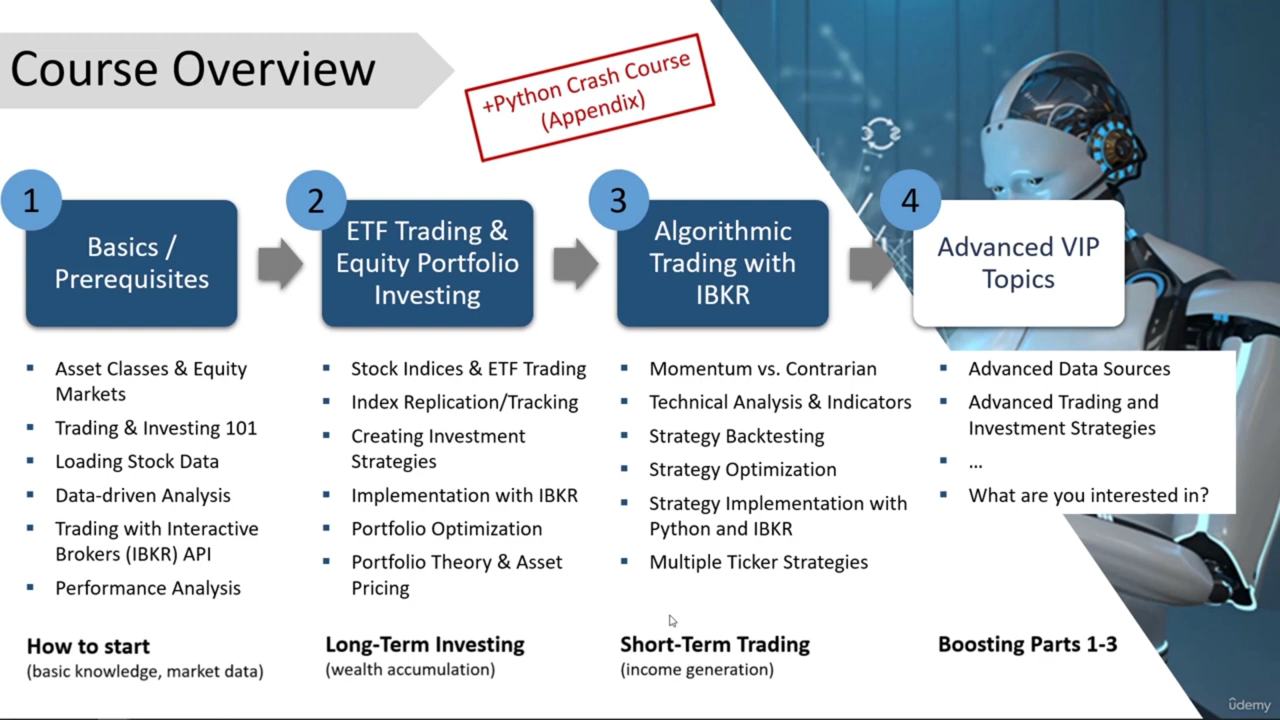 Course Overview
+Python Crash Course
(Appendix)
1
Basics /
Prerequisites
▪ Asset Classes & Equity
Markets
▪ Trading & Investing 101
▪ Loading Stock Data
▪ Data-driven Analysis
▪ Trading with Interactive
Brokers (IBKR) API
▪ Performance Analysis
How to start
(basic knowledge, market data)
2
ETF Trading &
Equity Portfolio
Investing
▪ Stock Indices & ETF Trading
▪ Index Replication/Tracking
▪ Creating Investment
Strategies
▪ Implementation with IBKR
▪ Portfolio Optimization
▪ Portfolio Theory & Asset
Pricing
Long-Term Investing
(wealth accumulation)
3
Algorithmic
Trading with
IBKR
▪ Momentum vs. Contrarian
▪ Technical Analysis & Indicators
▪ Strategy Backtesting
▪ Strategy Optimization
▪ Strategy Implementation with
Python and IBKR
▪ Multiple Ticker Strategies
Short-Term Trading
(income generation)
4
Advanced VIP
Topics
▪ Advanced Data Sources
▪ Advanced Trading and
Investment Strategies
▪ ...
▪ What are you interested in?
Boosting Parts 1-3
ûdemy